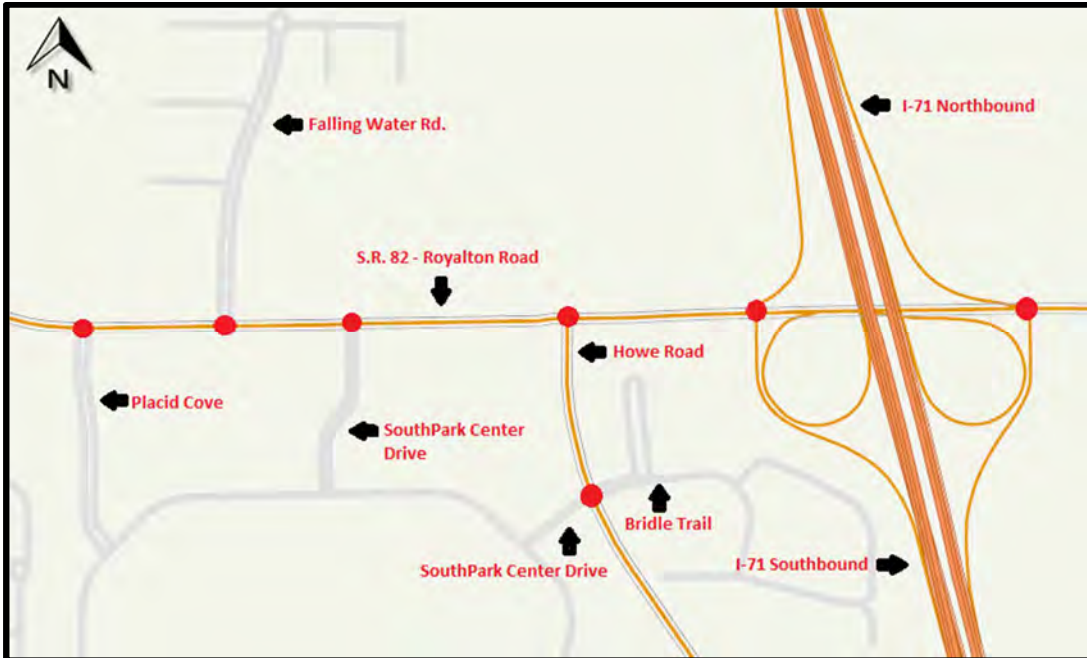 N
I-71 Northbound
Falling Water Rd.
S.R. 82 - Royalton Road
Howe Road
Placid Cove
SouthPark Center
Drive
Bridle Trail
SouthPark Center Drive
I-71 Southbound